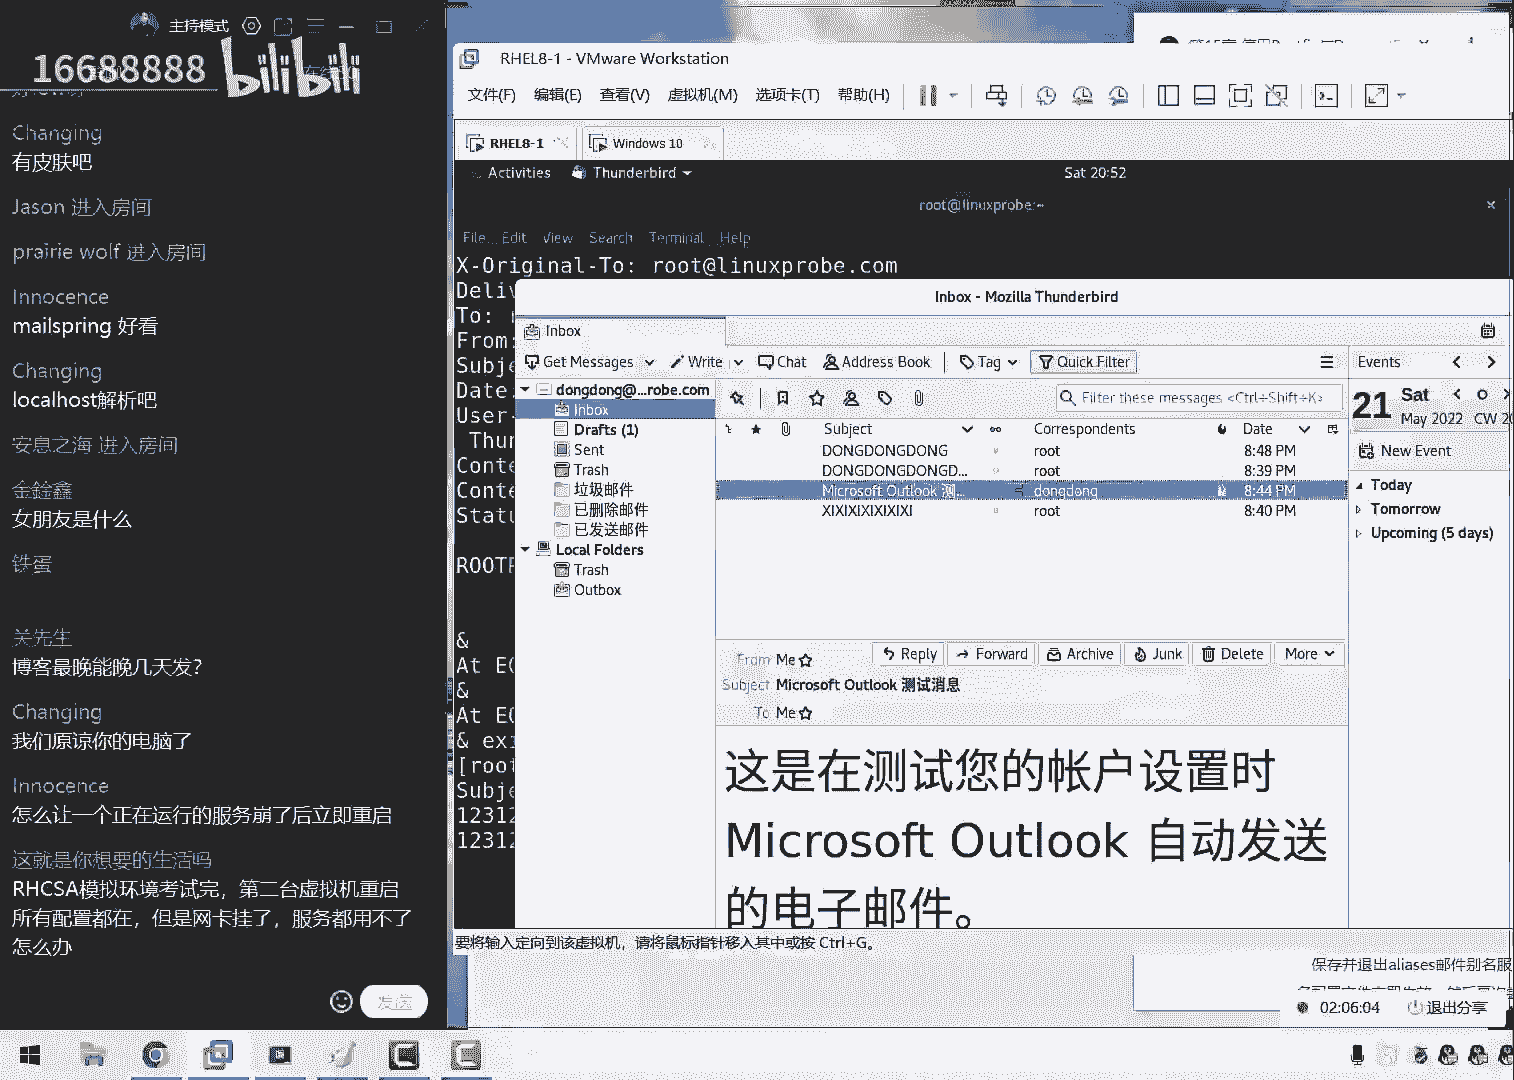 主持模式
16688888
bilibili
Changing
有皮肤吧
Jason 进入房间
prairie wolf 进入房间
Innocence
mailspring 好看
Changing
localhost解析吧
安息之海 进入房间
金鍂鑫
女朋友是什么
铁蛋
关先生
博客最晚能晚几天发?
Changing
我们原谅你的电脑了
Innocence
怎么让一个正在运行的服务崩了后立即重启
这就是你想要的生活吗
RHCSA模拟环境考试完，第二台虚拟机重启
所有配置都在，但是网卡挂了，服务都用不了
怎么办
发送
RHEL8-1 - VMware Workstation
文件(F) 编辑(E) 查看(V) 虚拟机(M) 选项卡(T) 帮助(H)
RHEL8-1 Windows 10
Activities Thunderbird Sat 20:52
root@linuxprobe:~
File Edit View Search Terminal Help
X-Original-To: root@linuxprobe.com
Deliv
To:
From:
Subje
Date:
User-
Thun
Conte
Conte
Statu
ROOTF
&
At EO
&
At EO
& exi
[root
Subje
12312
12312
Inbox - Mozilla Thunderbird
Inbox
Get Messages Write Chat Address Book Tag Quick Filter
Events
dongdong@...robe.com
Inbox
Drafts (1)
Sent
Trash
垃圾邮件
已删除邮件
已发送邮件
Local Folders
Trash
Outbox
Filter these messages <Ctrl+Shift+K>
Subject Correspondents Date
DONGDONGDONG root 8:48 PM
DONGDONGDONGD... root 8:39 PM
Microsoft Outlook 测... dongdong 8:44 PM
XIXIXIXIXIXIXI root 8:40 PM
21 Sat
May 2022 CW 20
New Event
Today
Tomorrow
Upcoming (5 days)
From Me
Reply Forward Archive Junk Delete More
Subject Microsoft Outlook 测试消息
To Me
这是在测试您的帐户设置时
Microsoft Outlook 自动发送
的电子邮件。
要将输入定向到该虚拟机，请将鼠标指针移入其中或按 Ctrl+G。
保存并退出aliases邮件别名服
02:06:04 退出分享